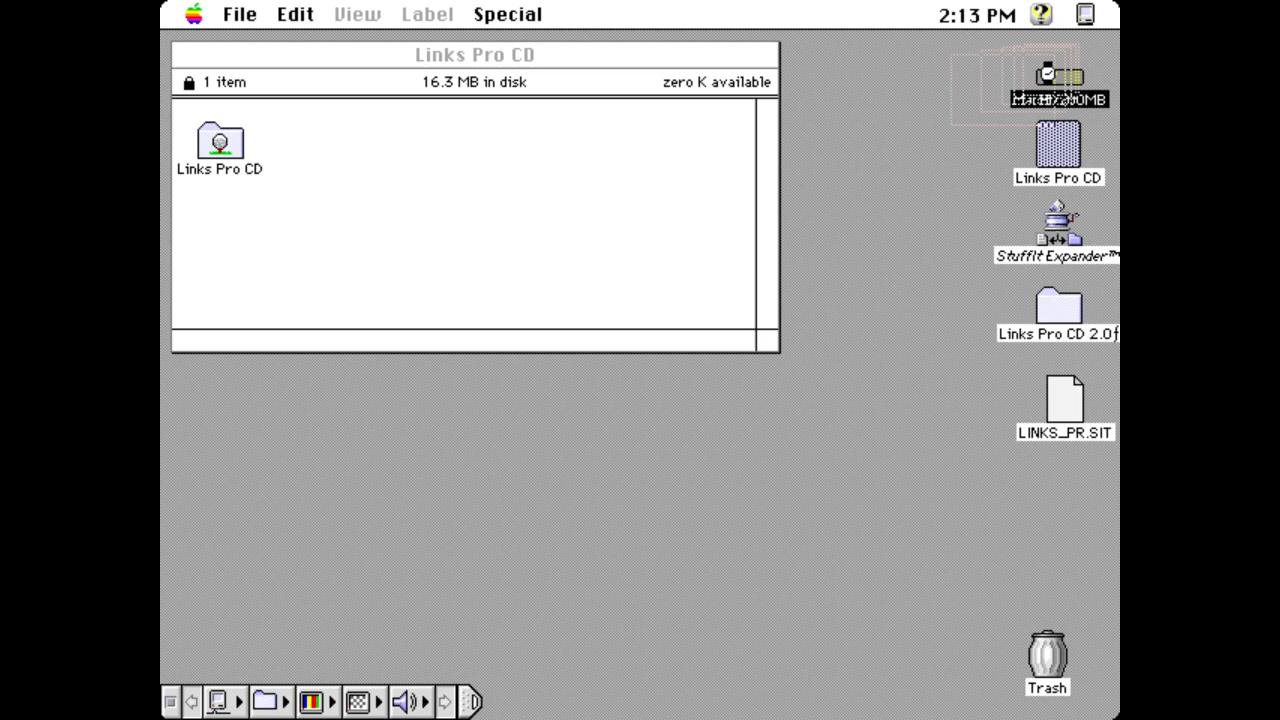 File Edit View Label Special 2:13 PM
Links Pro CD
1 item 16.3 MB in disk zero K available
Links Pro CD
Links Pro CD
StuffIt Expander™
Links Pro CD 2.0ƒ
LINKS_PR.SIT
Trash